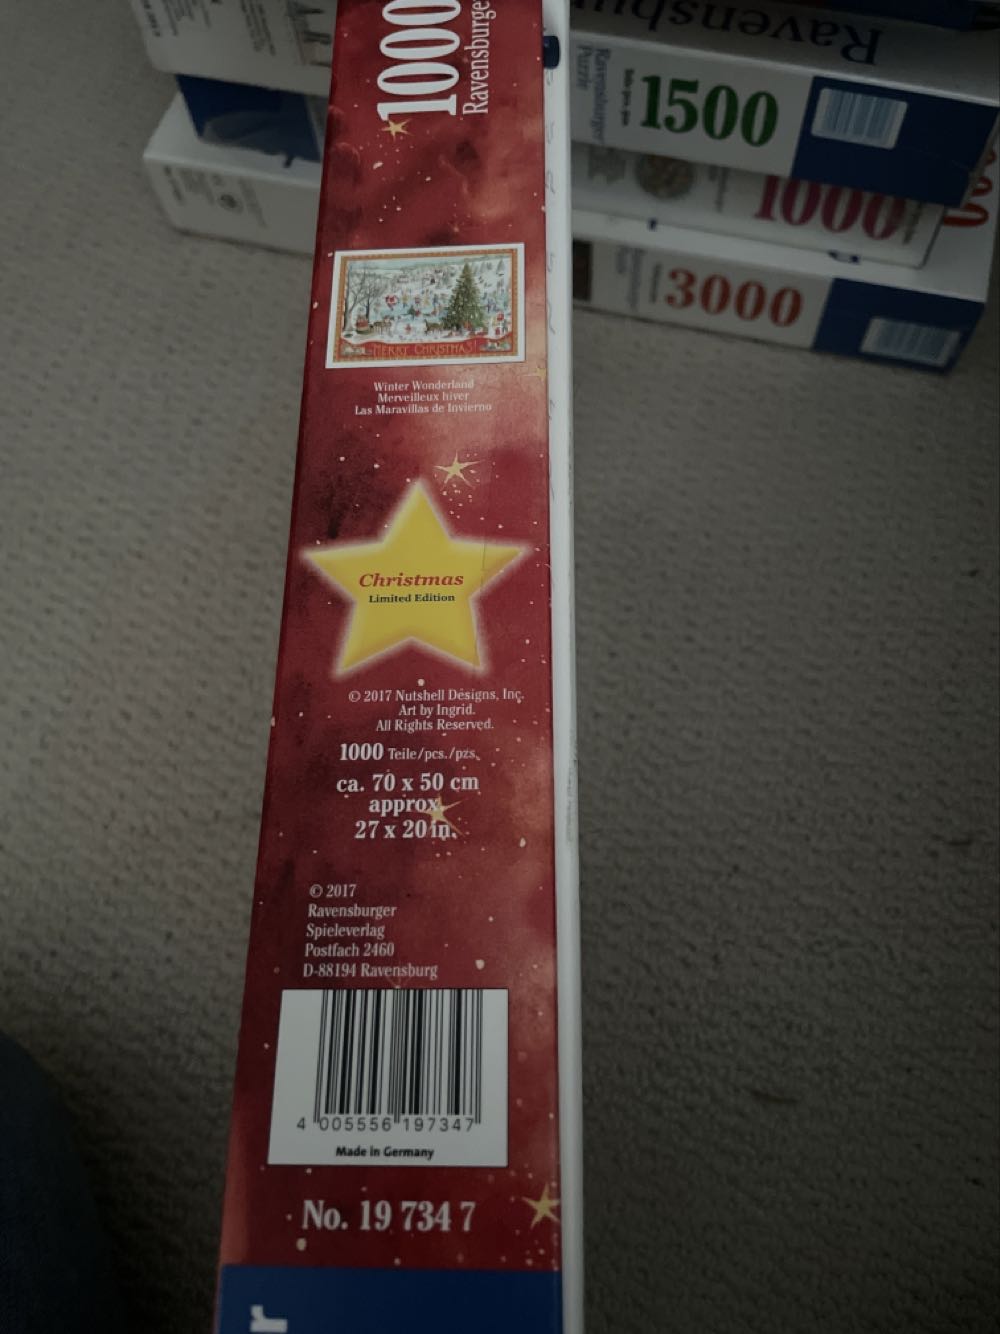 1000
Ravensburge
MERRY CHRISTMAS!
Winter Wonderland
Merveilleux hiver
Las Maravillas de Invierno
Christmas
Limited Edition
© 2017 Nutshell Designs, Inc.
Art by Ingrid.
All Rights Reserved.
1000 Teile/pcs./pzs.
ca. 70 x 50 cm
approx.
27 x 20 in.
© 2017
Ravensburger
Spieleverlag
Postfach 2460
D-88194 Ravensburg
4 005556 197347
Made in Germany
No. 19 734 7
r
Ravensbu
Ravensburger
Puzzle
1500
1000
3000